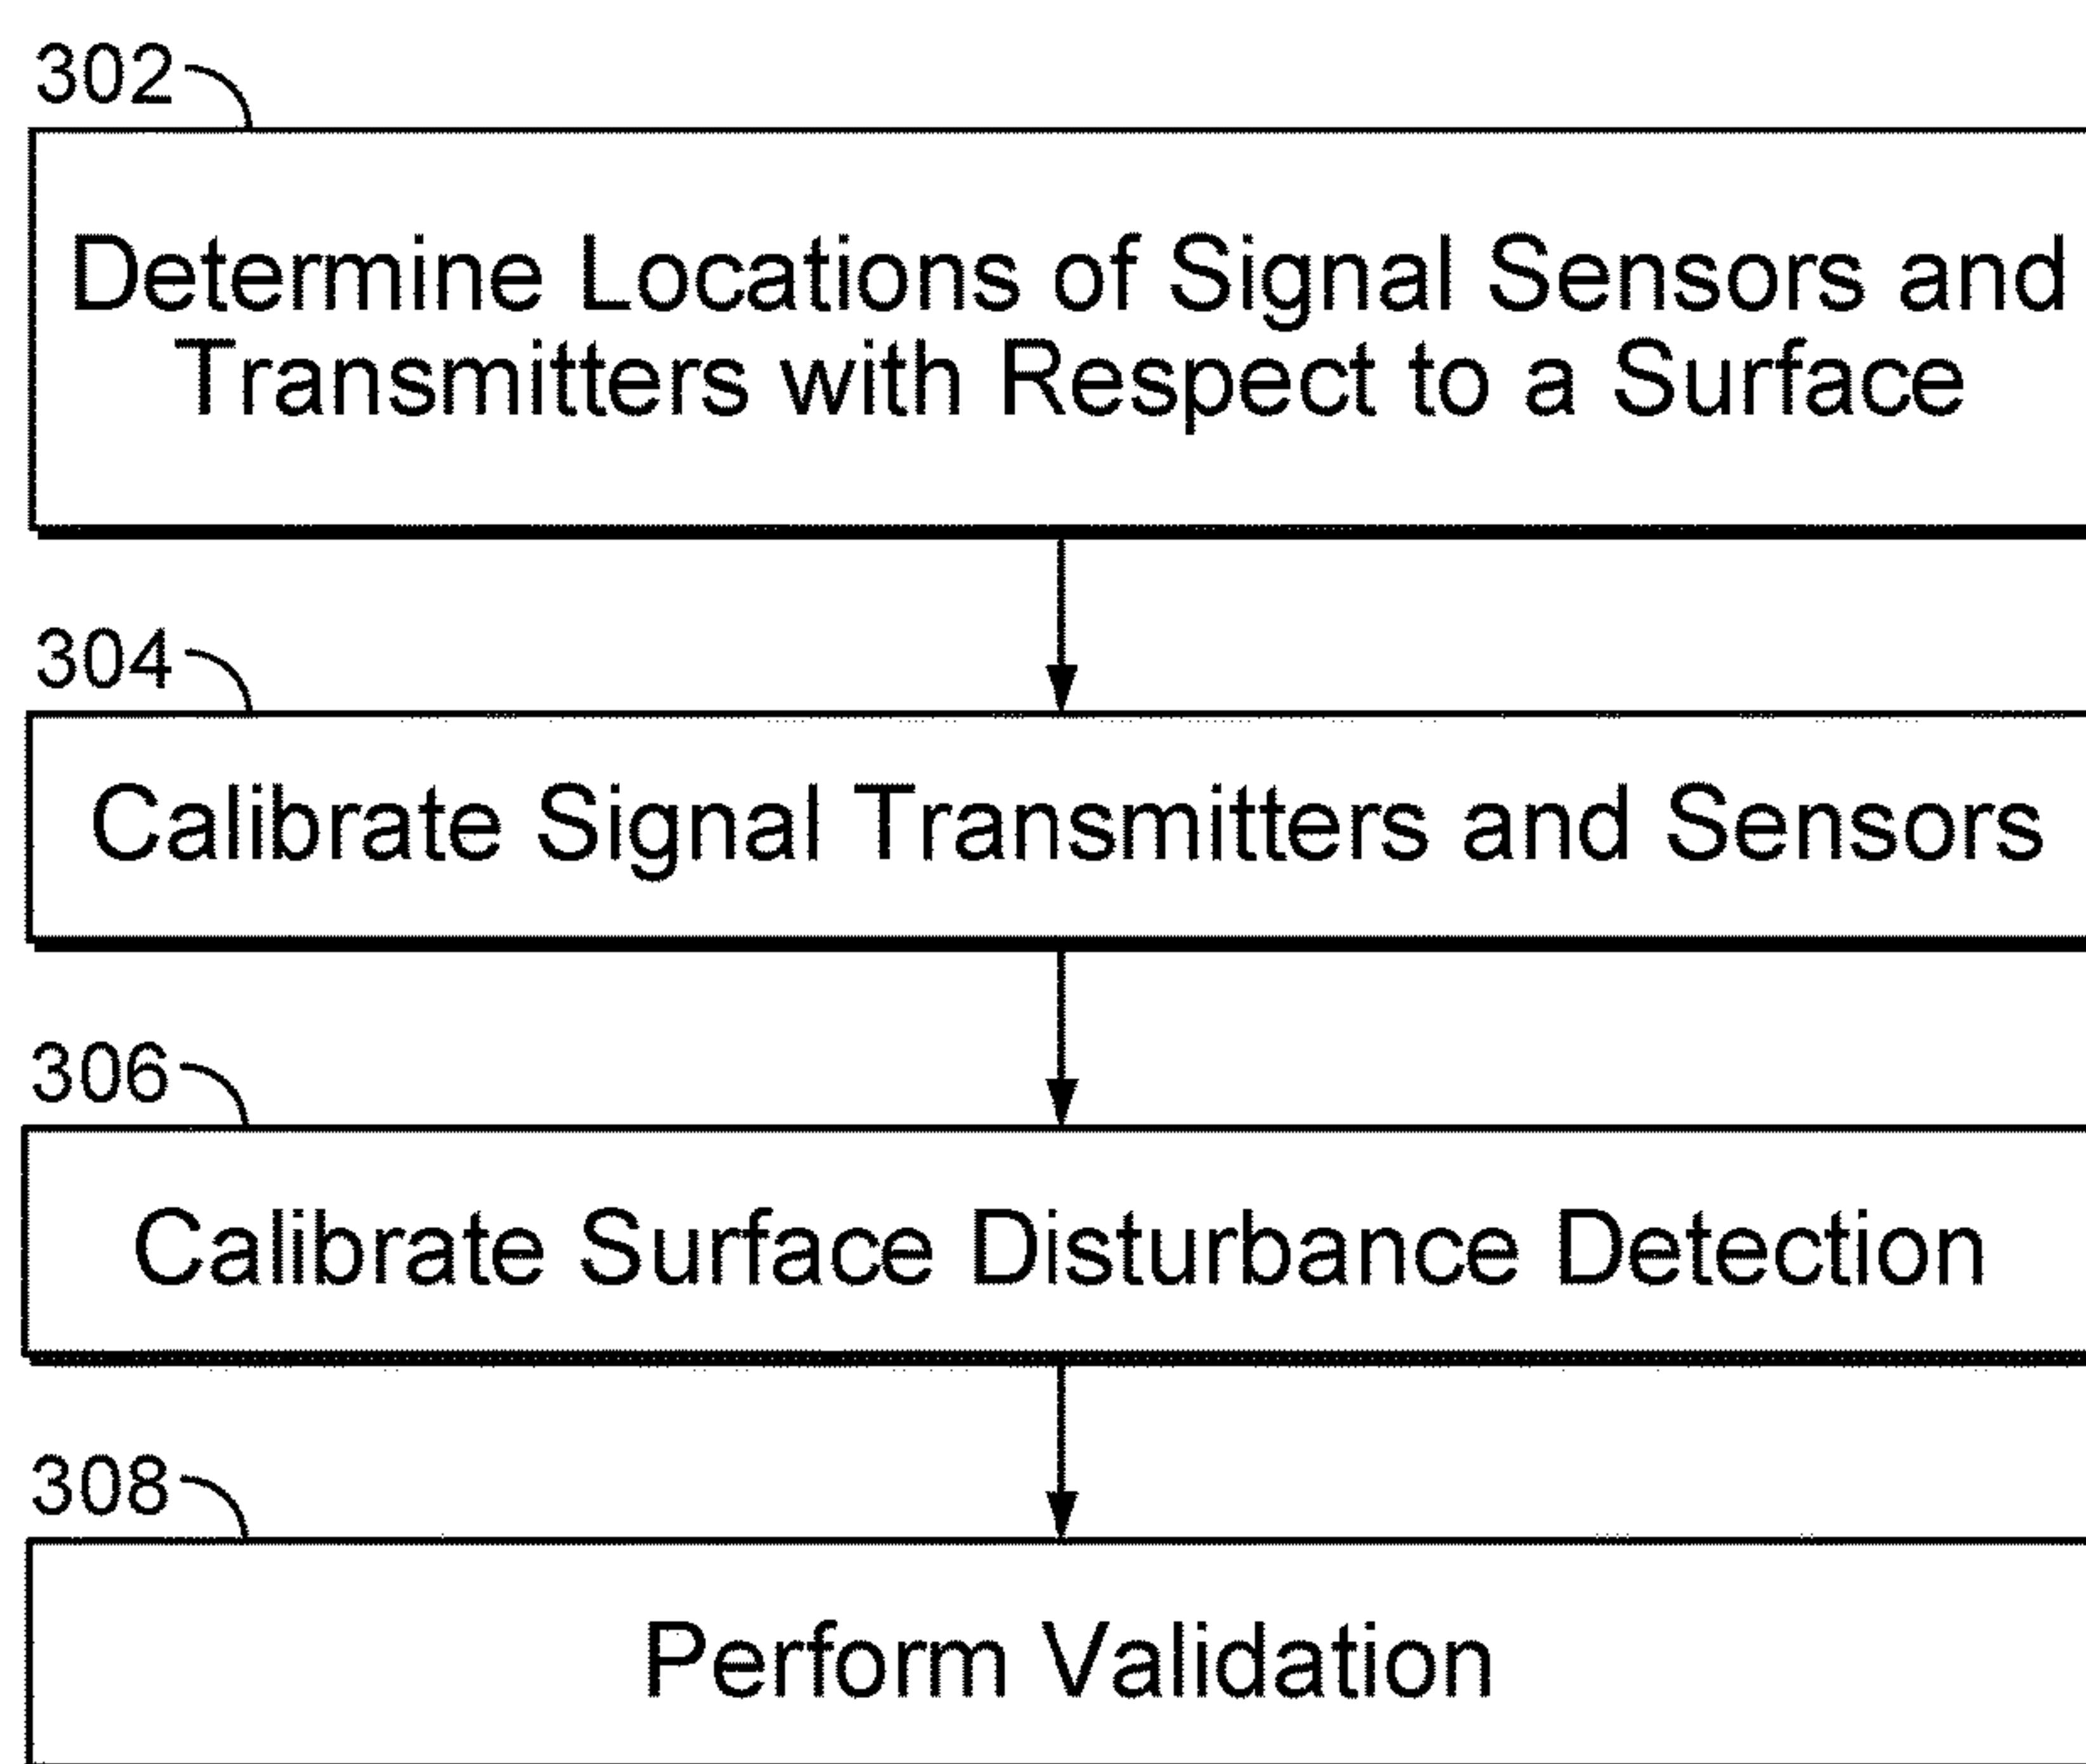 302
Determine Locations of Signal Sensors and
Transmitters with Respect to a Surface
304
Calibrate Signal Transmitters and Sensors
306
Calibrate Surface Disturbance Detection
308
Perform Validation